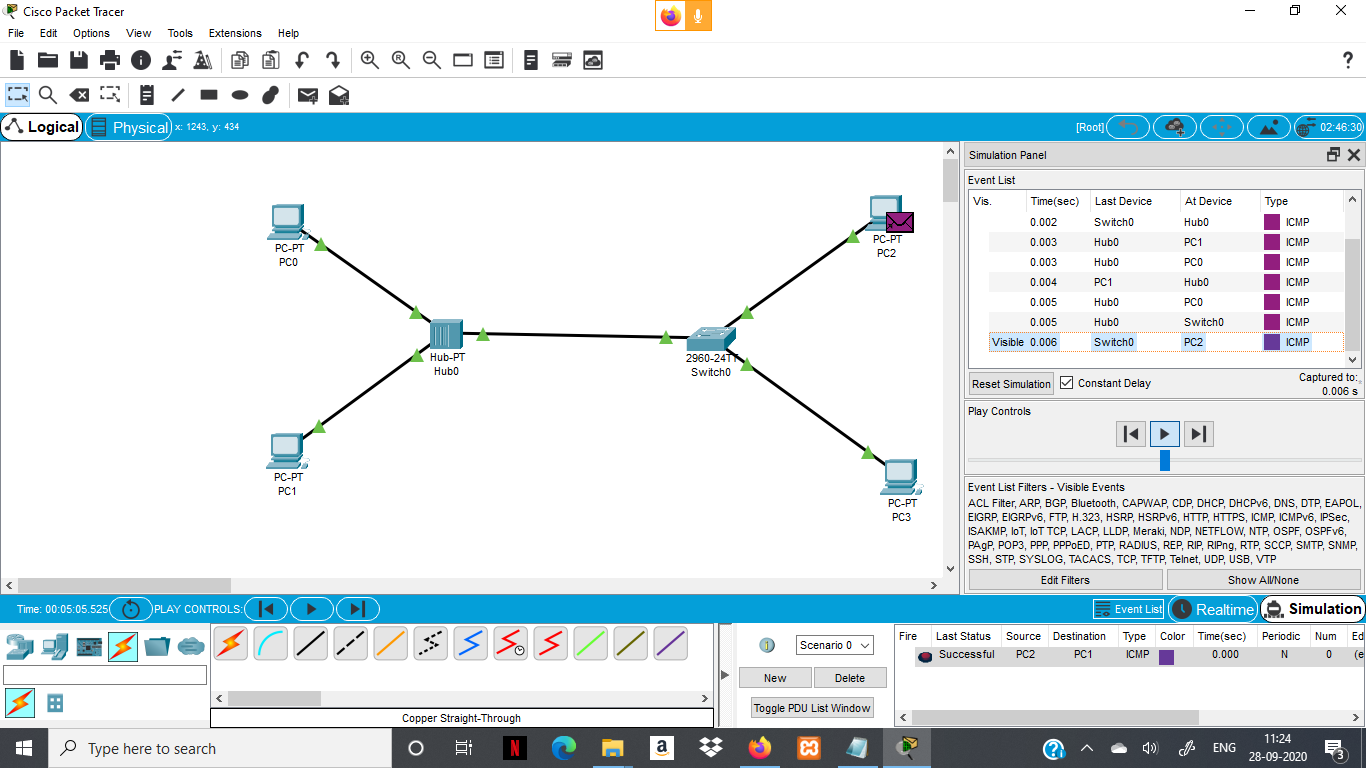 Cisco Packet Tracer
File Edit Options View Tools Extensions Help
?
Logical Physical x: 1243, y: 434 [Root] 02:46:30
PC-PT
PC0
PC-PT
PC1
Hub-PT
Hub0
2960-24TT
Switch0
PC-PT
PC2
PC-PT
PC3
Simulation Panel
Event List
Vis. Time(sec) Last Device At Device Type
0.002 Switch0 Hub0 ICMP
0.003 Hub0 PC1 ICMP
0.003 Hub0 PC0 ICMP
0.004 PC1 Hub0 ICMP
0.005 Hub0 PC0 ICMP
0.005 Hub0 Switch0 ICMP
Visible 0.006 Switch0 PC2 ICMP
Reset Simulation Constant Delay Captured to:
0.006 s
Play Controls
Event List Filters - Visible Events
ACL Filter, ARP, BGP, Bluetooth, CAPWAP, CDP, DHCP, DHCPv6, DNS, DTP, EAPOL,
EIGRP, EIGRPv6, FTP, H.323, HSRP, HSRPv6, HTTP, HTTPS, ICMP, ICMPv6, IPSec,
ISAKMP, IoT, IoT TCP, LACP, LLDP, Meraki, NDP, NETFLOW, NTP, OSPF, OSPFv6,
PAgP, POP3, PPP, PPPoED, PTP, RADIUS, REP, RIP, RIPng, RTP, SCCP, SMTP, SNMP,
SSH, STP, SYSLOG, TACACS, TCP, TFTP, Telnet, UDP, USB, VTP
Edit Filters Show All/None
Time: 00:05:05.525 PLAY CONTROLS: Event List Realtime Simulation
Copper Straight-Through
Scenario 0
New Delete
Toggle PDU List Window
Fire Last Status Source Destination Type Color Time(sec) Periodic Num Edi
Successful PC2 PC1 ICMP 0.000 N 0 (e
Type here to search
ENG
11:24
28-09-2020
3